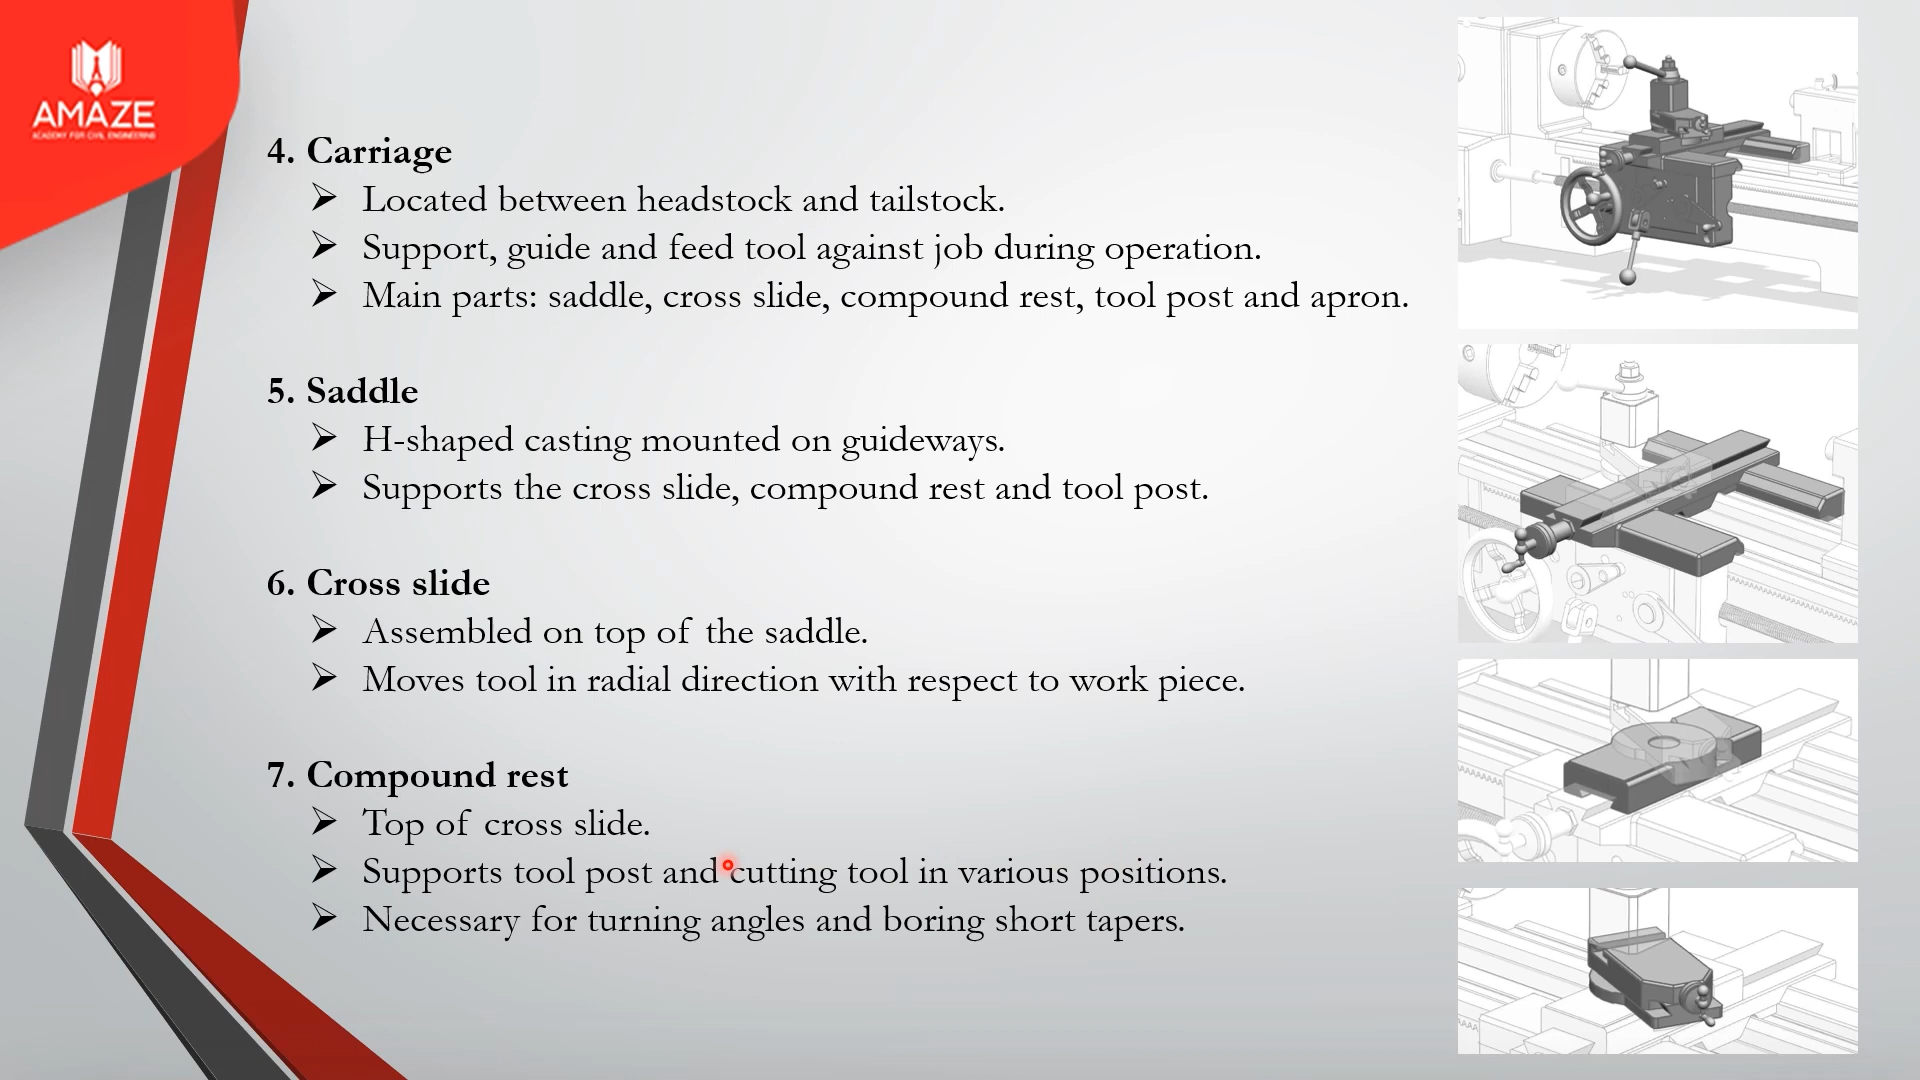 AMAZE
ACADEMY FOR CIVIL ENGINEERING
4. Carriage
➢ Located between headstock and tailstock.
➢ Support, guide and feed tool against job during operation.
➢ Main parts: saddle, cross slide, compound rest, tool post and apron.
5. Saddle
➢ H-shaped casting mounted on guideways.
➢ Supports the cross slide, compound rest and tool post.
6. Cross slide
➢ Assembled on top of the saddle.
➢ Moves tool in radial direction with respect to work piece.
7. Compound rest
➢ Top of cross slide.
➢ Supports tool post and cutting tool in various positions.
➢ Necessary for turning angles and boring short tapers.